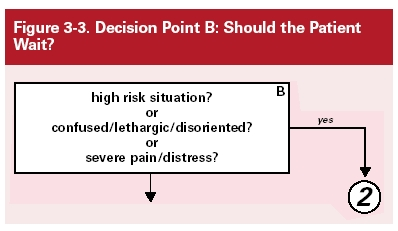 Figure 3-3. Decision Point B: Should the Patient
Wait?
B
high risk situation?
or
confused/lethargic/disoriented?
or
severe pain/distress?
yes
2